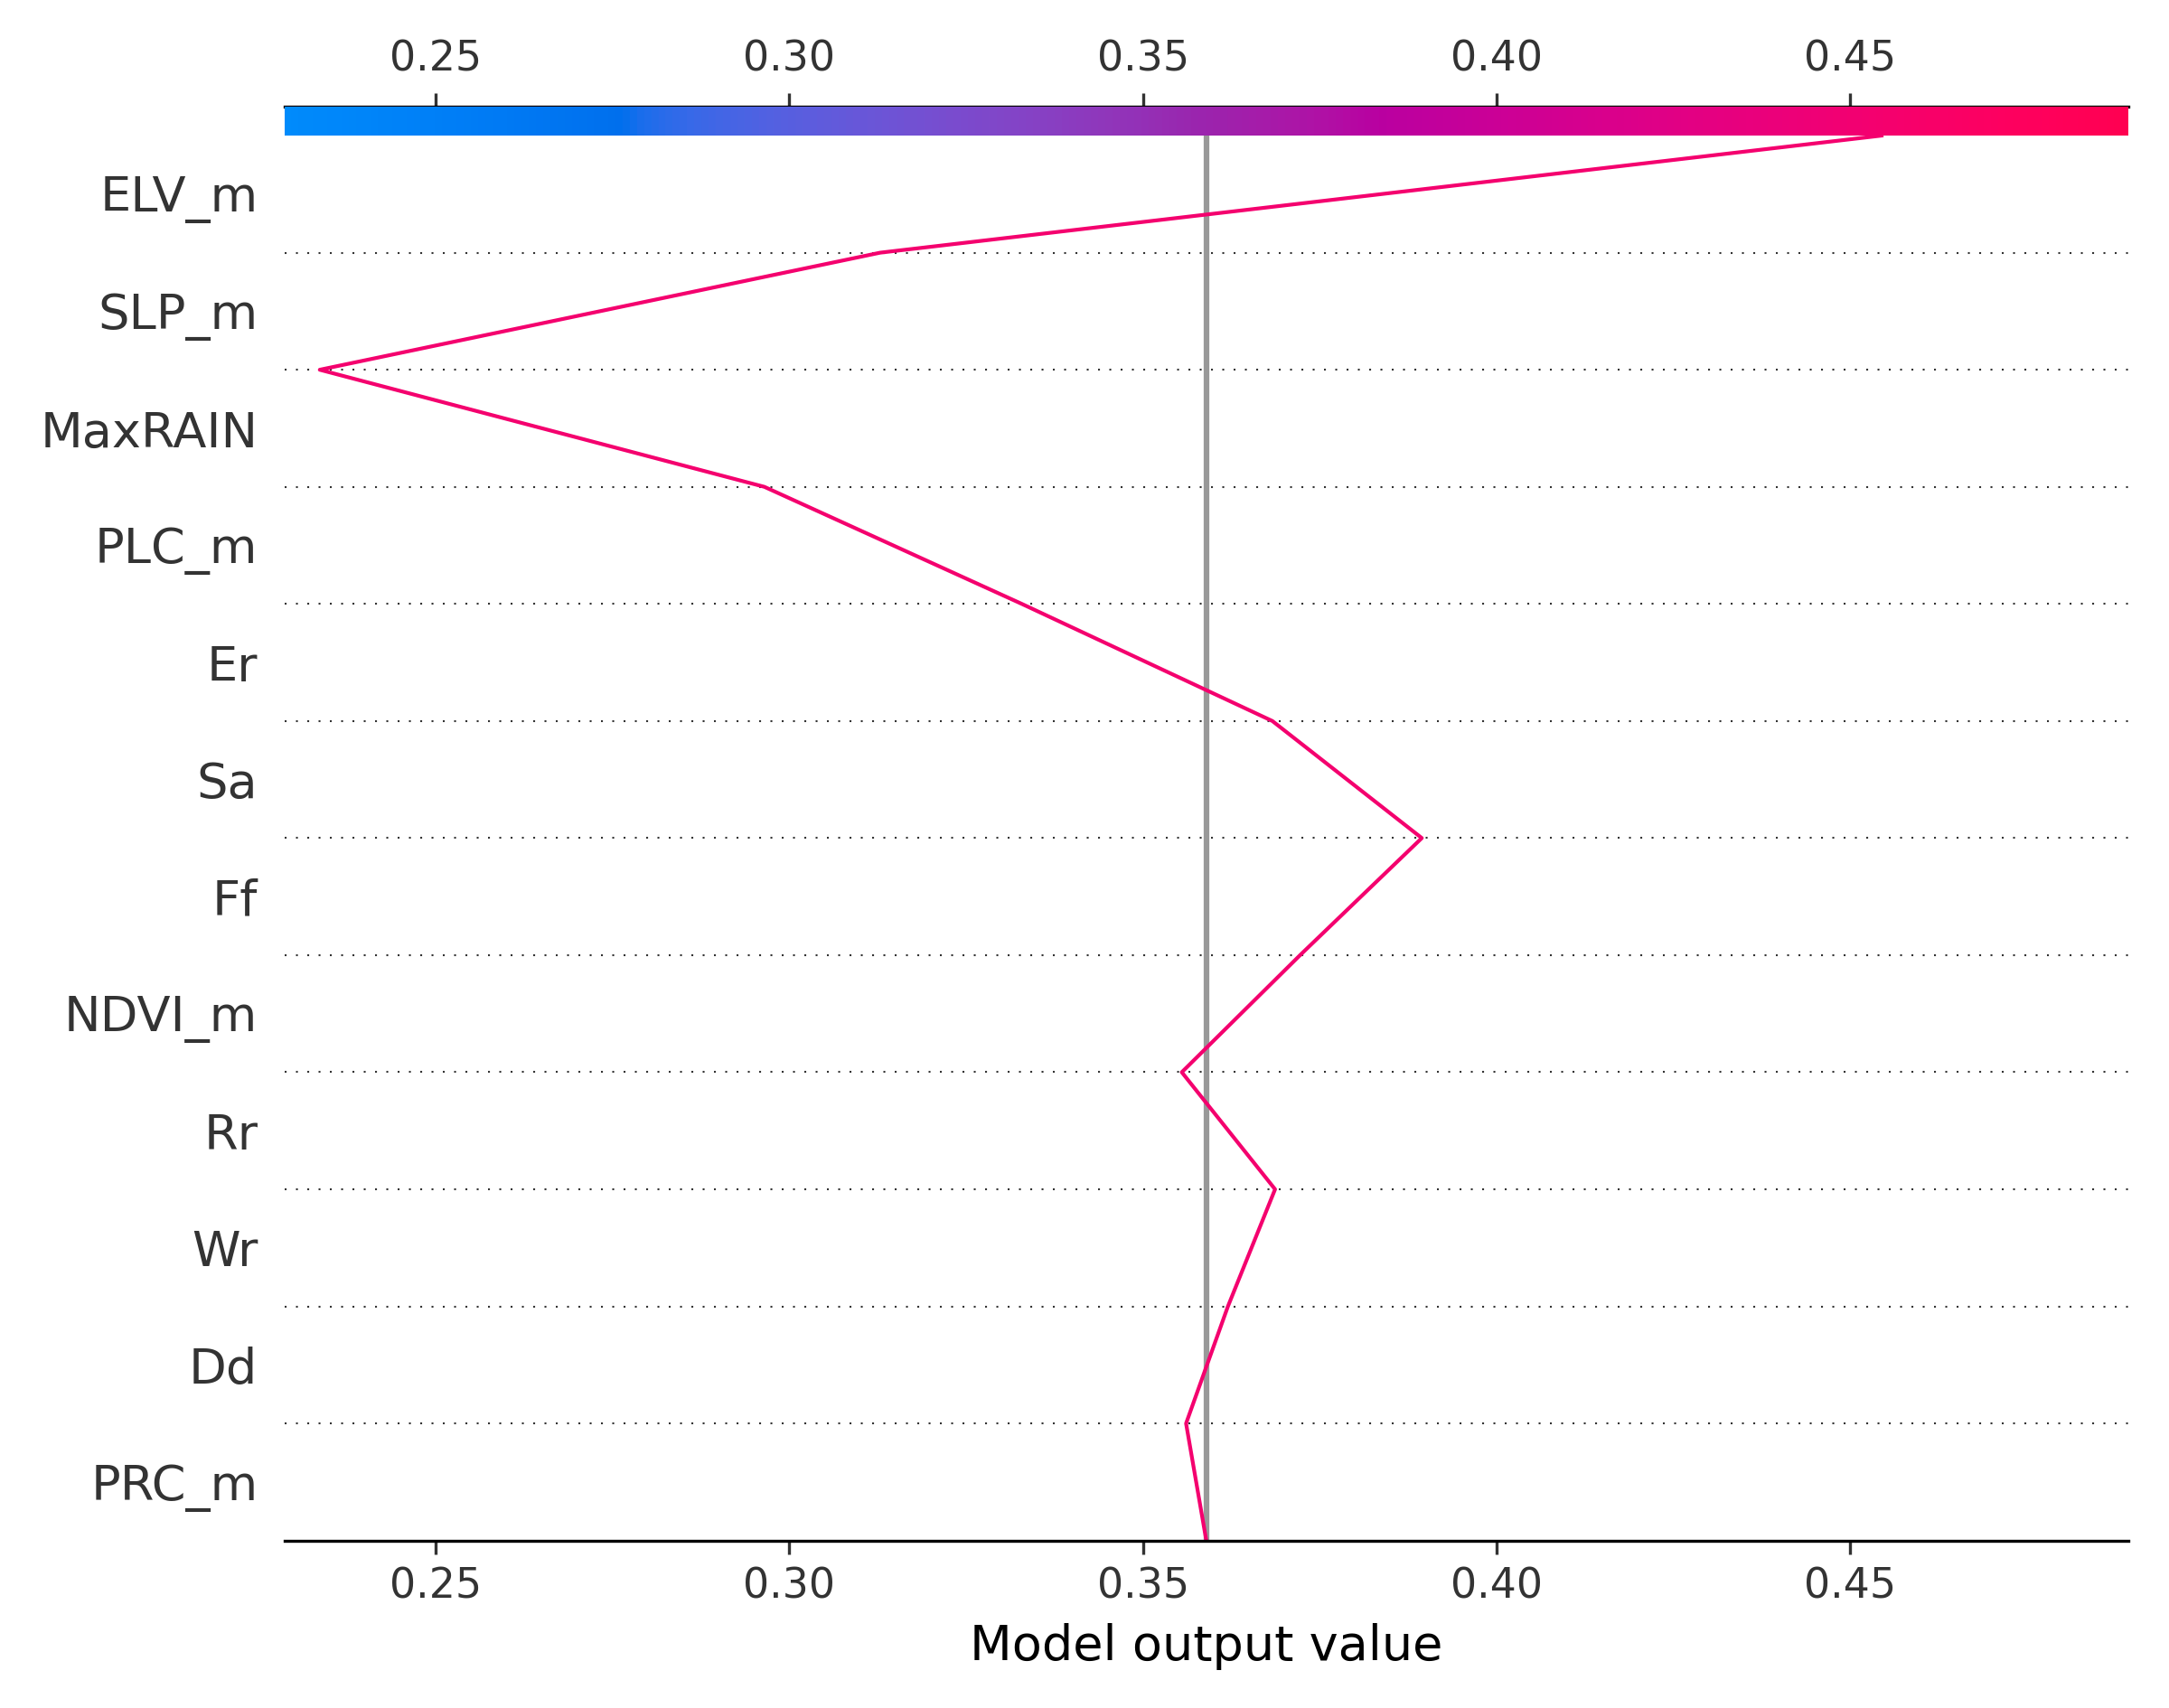 0.25 0.30 0.35 0.40 0.45
ELV_m
SLP_m
MaxRAIN
PLC_m
Er
Sa
Ff
NDVI_m
Rr
Wr
Dd
PRC_m
0.25 0.30 0.35 0.40 0.45
Model output value